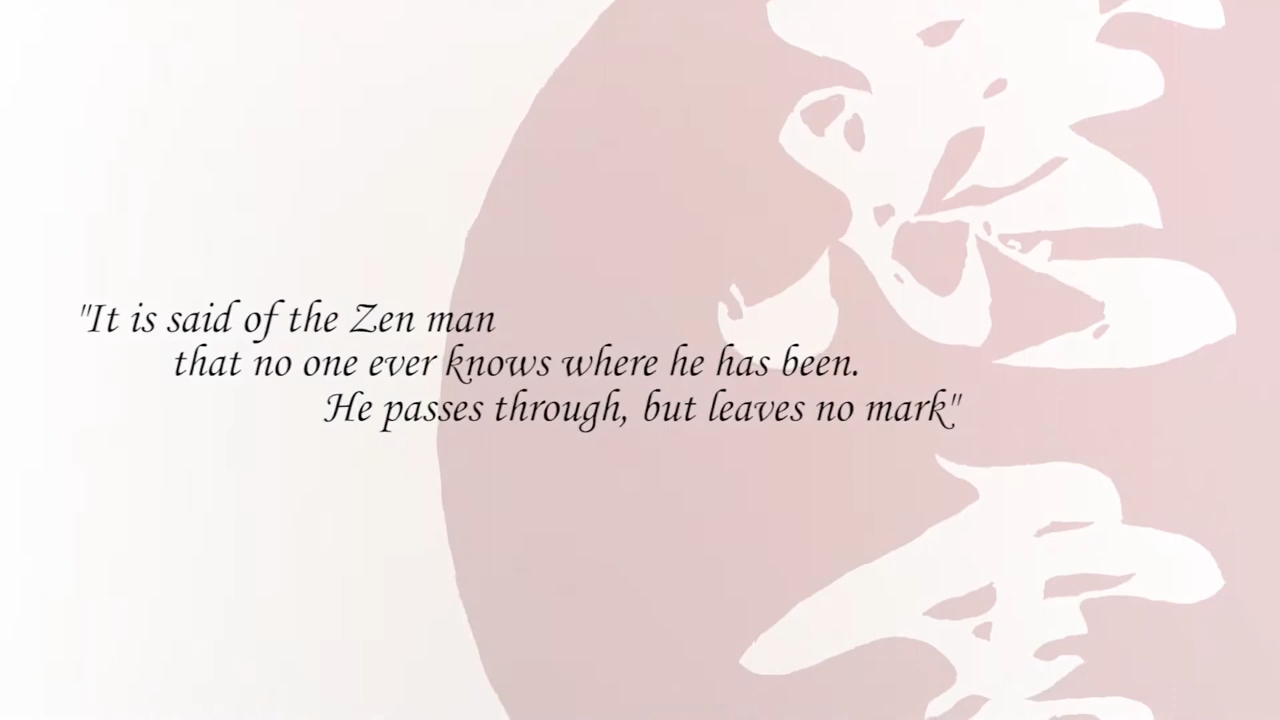 "It is said of the Zen man
that no one ever knows where he has been.
He passes through, but leaves no mark"